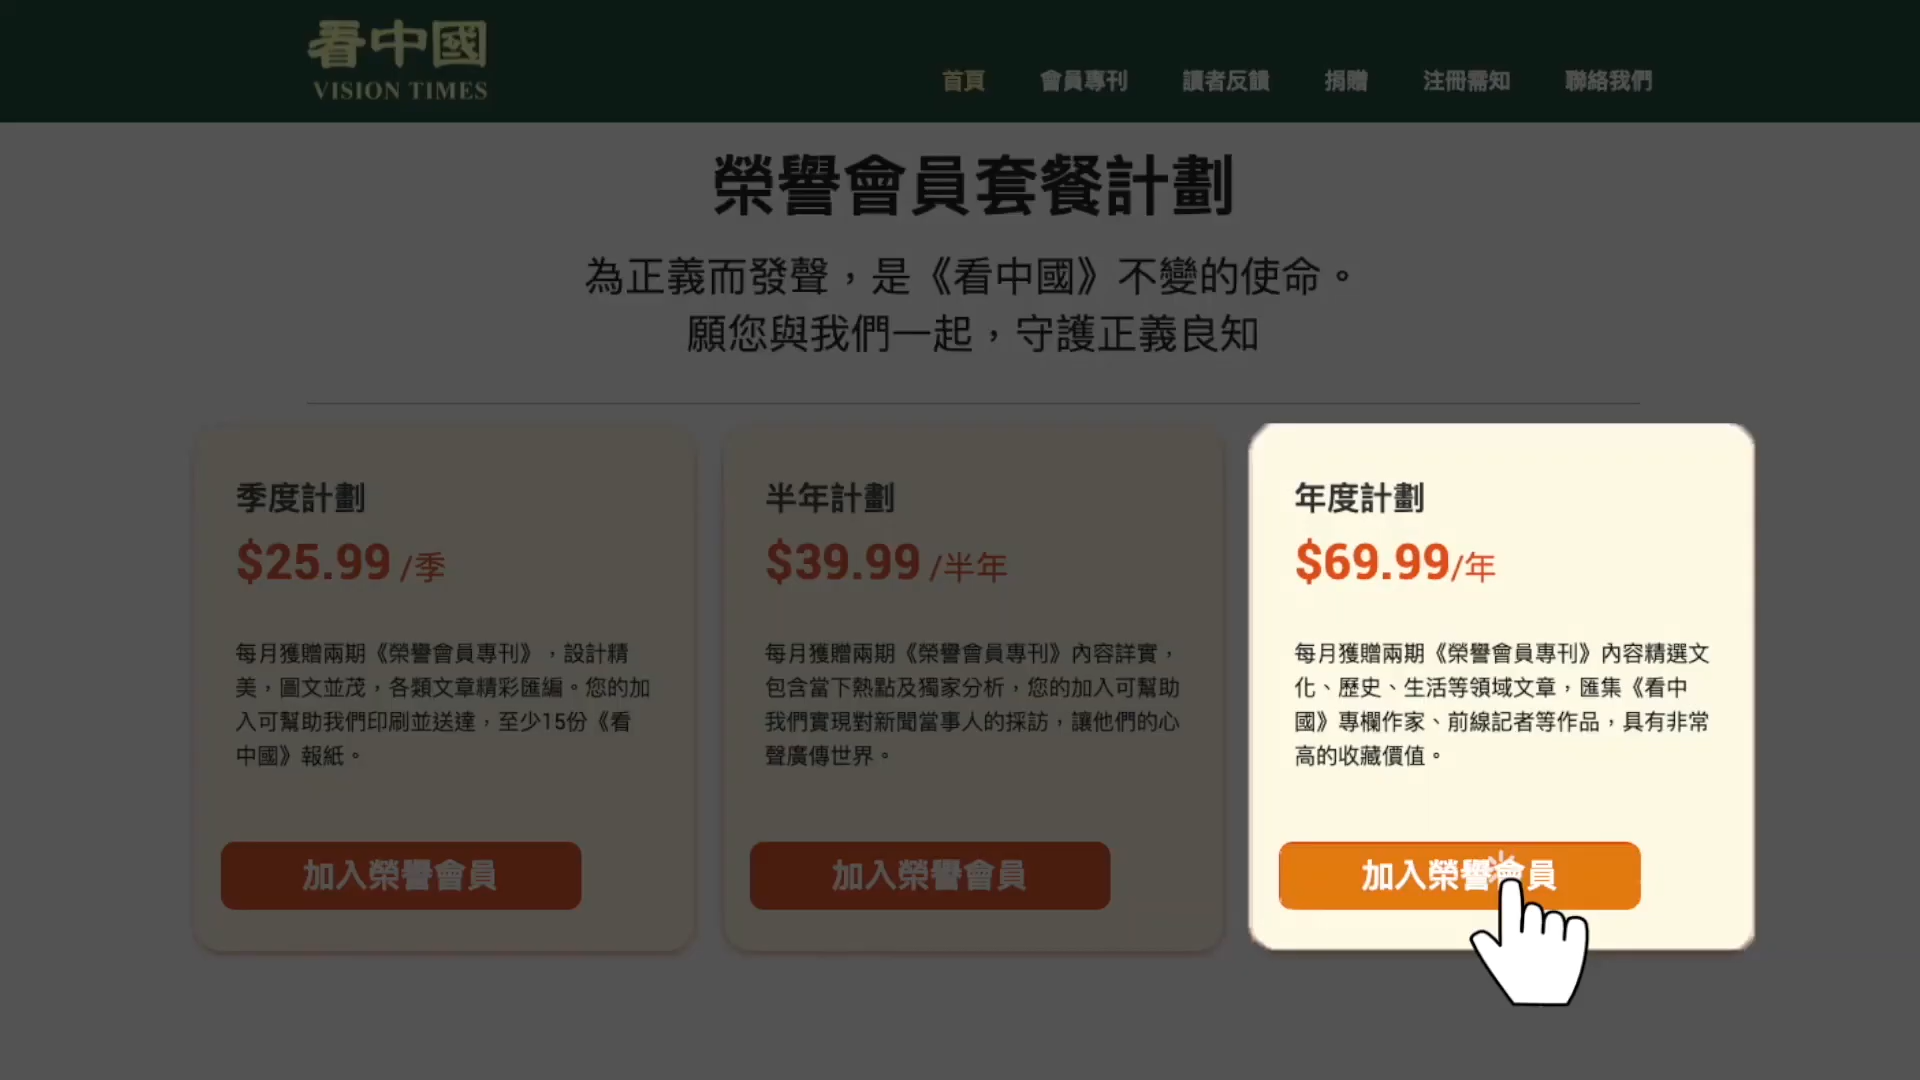 看中國
VISION TIMES
首頁 會員專刊 讀者反饋 捐贈 注冊需知 聯絡我們
榮譽會員套餐計劃
為正義而發聲，是《看中國》不變的使命。
願您與我們一起，守護正義良知
季度計劃
$25.99 /季
每月獲贈兩期《榮譽會員專刊》，設計精
美，圖文並茂，各類文章精彩匯編。您的加
入可幫助我們印刷並送達，至少15份《看
中國》報紙。
加入榮譽會員
半年計劃
$39.99 /半年
每月獲贈兩期《榮譽會員專刊》內容詳實，
包含當下熱點及獨家分析，您的加入可幫助
我們實現對新聞當事人的採訪，讓他們的心
聲廣傳世界。
加入榮譽會員
年度計劃
$69.99/年
每月獲贈兩期《榮譽會員專刊》內容精選文
化、歷史、生活等領域文章，匯集《看中
國》專欄作家、前線記者等作品，具有非常
高的收藏價值。
加入榮譽會員